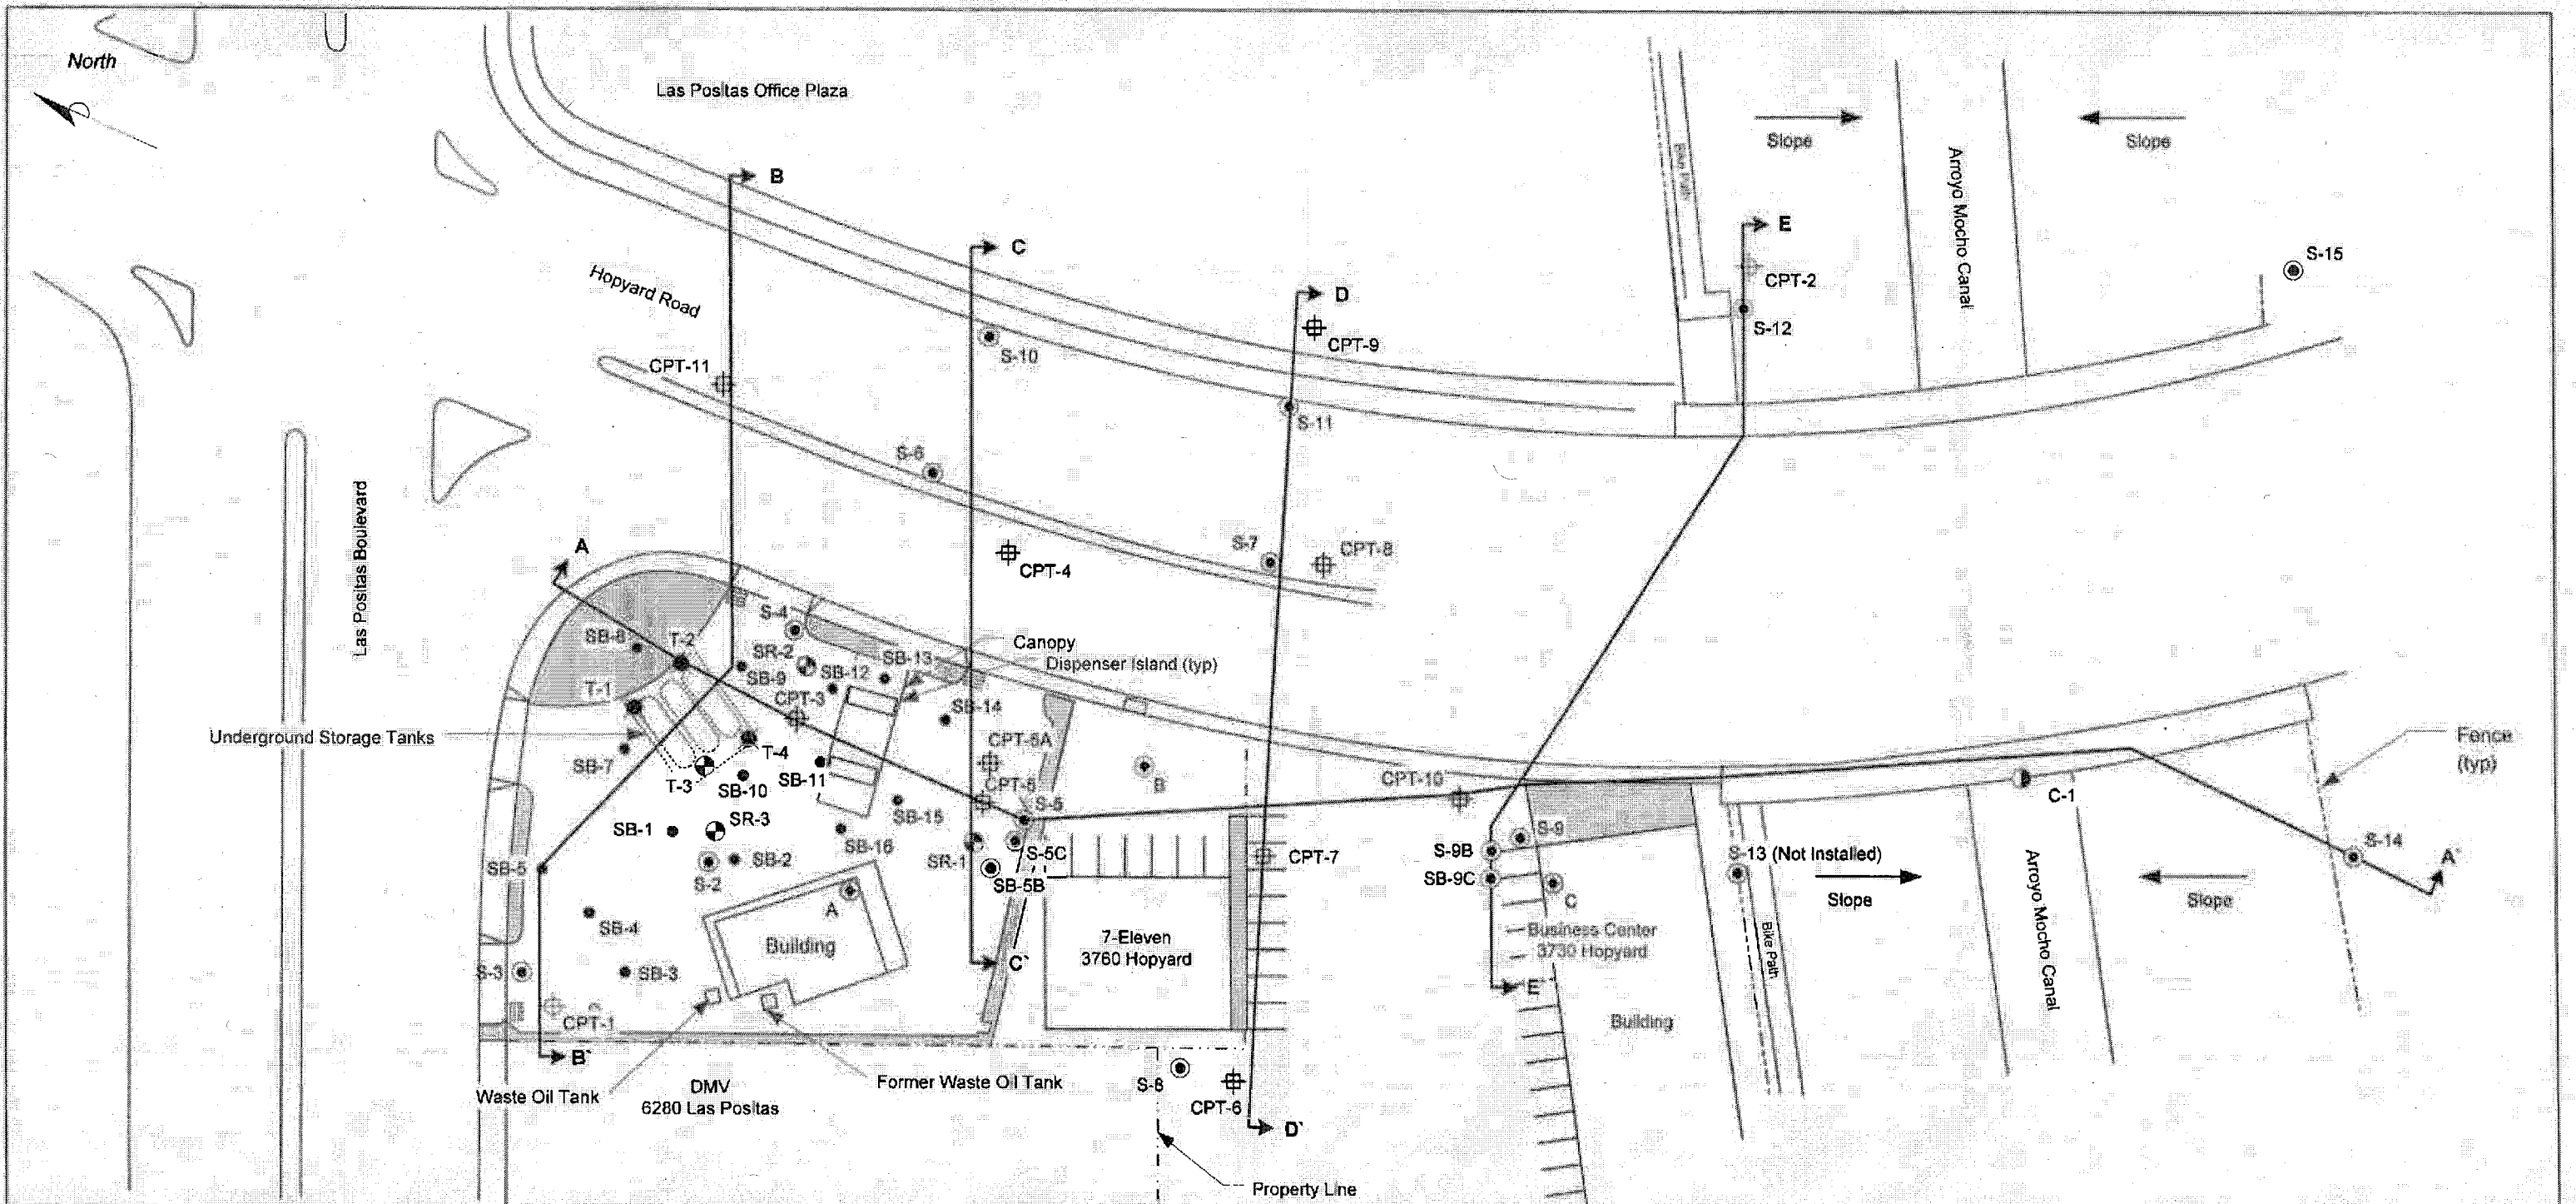 North
Las Positas Office Plaza
Slope
Slope
Bike Path
Arroyo Mocho Canal
B
C
E
S-15
CPT-2
Hopyard Road
D
S-12
CPT-9
S-10
CPT-11
S-11
S-6
Las Positas Boulevard
A
S-7
CPT-8
CPT-4
S-4
SB-8
T-2
Canopy
SR-2
SB-13
Dispenser Island (typ)
SB-12
SB-9
T-1
CPT-3
SB-14
Underground Storage Tanks
CPT-5A
Fence
(typ)
T-4
SB-7
CPT-10
B
T-3
SB-10
SB-11
CPT-5
C-1
S-5
SB-1
SR-3
SB-15
S-9
SB-16
S-14
A`
S-5C
S-9B
S-13 (Not Installed)
SB-2
SR-1
CPT-7
SB-5
SB-9C
S-2
SB-5B
Slope
Slope
A
C
Arroyo Mocho Canal
SB-4
Business Center
3730 Hopyard
7-Eleven
3760 Hopyard
Building
Bike Path
C`
S-3
SB-3
E`
CPT-1
Building
B`
Former Waste Oil Tank
S-8
Waste Oil Tank
DMV
6280 Las Positas
CPT-6
D`
Property Line